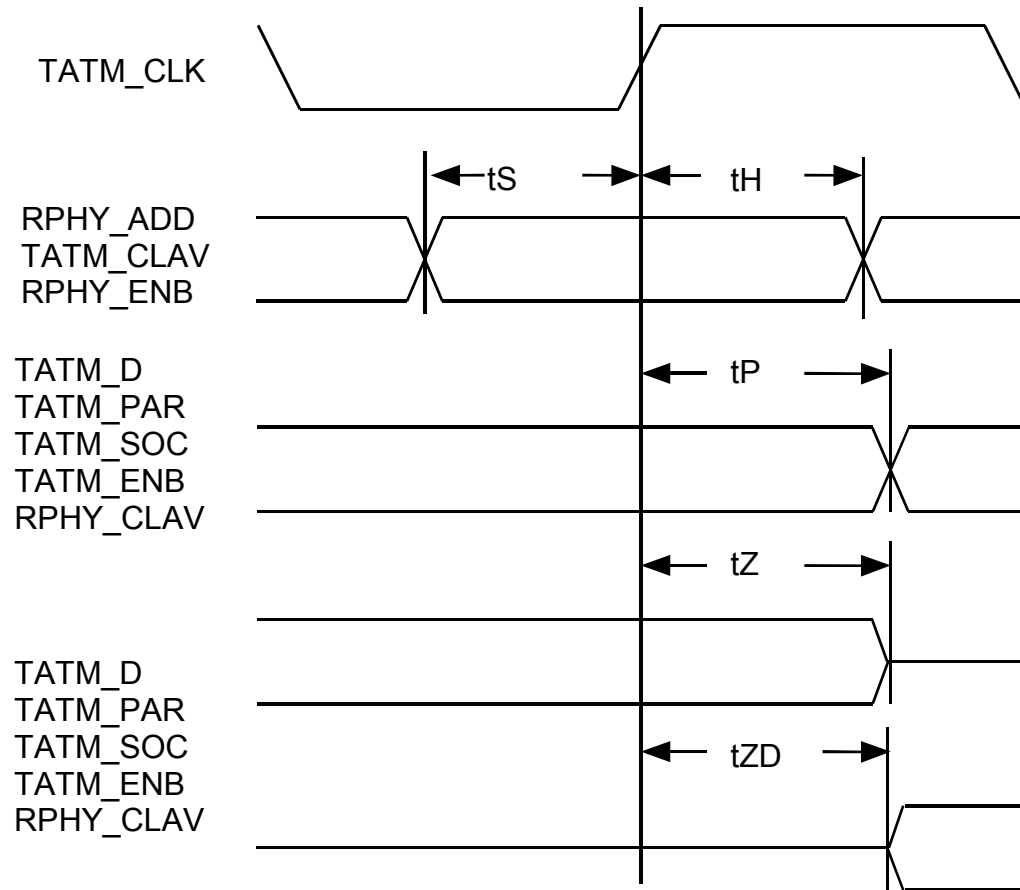 TATM_CLK
tS
tH
RPHY_ADD
TATM_CLAV
RPHY_ENB
tP
TATM_D
TATM_PAR
TATM_SOC
TATM_ENB
RPHY_CLAV
tZ
TATM_D
TATM_PAR
TATM_SOC
tZD
TATM_ENB
RPHY_CLAV